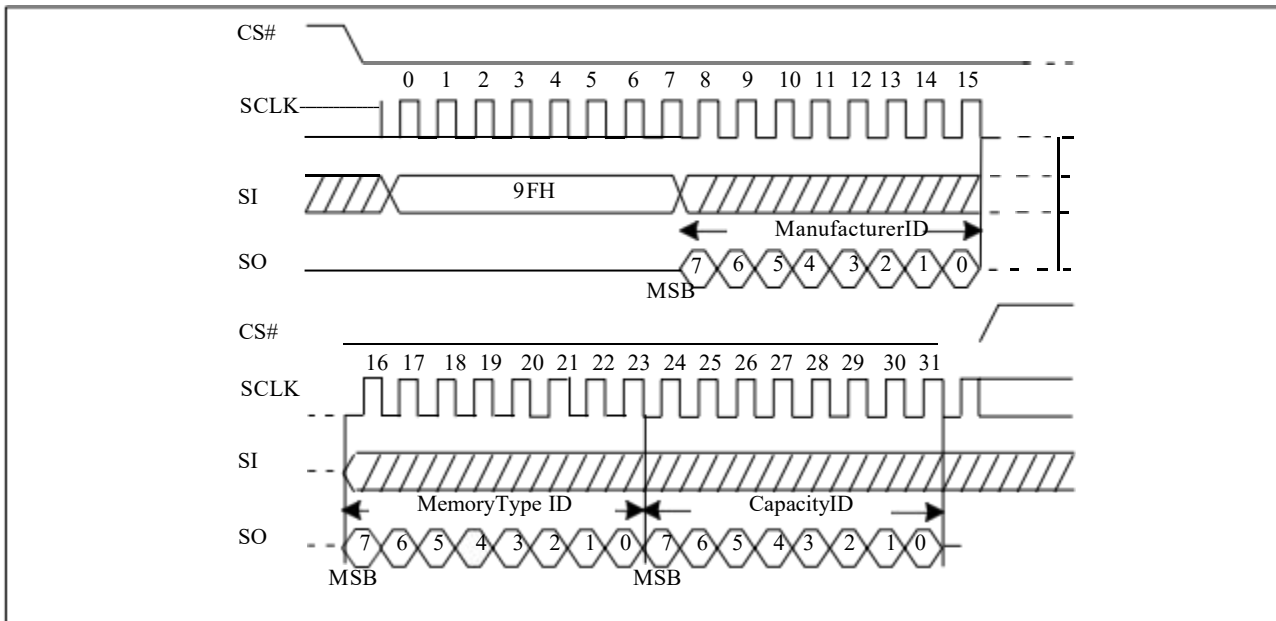 CS#
0 1 2 3 4 5 6 7 8 9 10 11 12 13 14 15
SCLK
SI 9FH
ManufacturerID
SO 7 6 5 4 3 2 1 0
MSB
CS#
16 17 18 19 20 21 22 23 24 25 26 27 28 29 30 31
SCLK
SI
MemoryType ID CapacityID
SO 7 6 5 4 3 2 1 0 7 6 5 4 3 2 1 0
MSB MSB